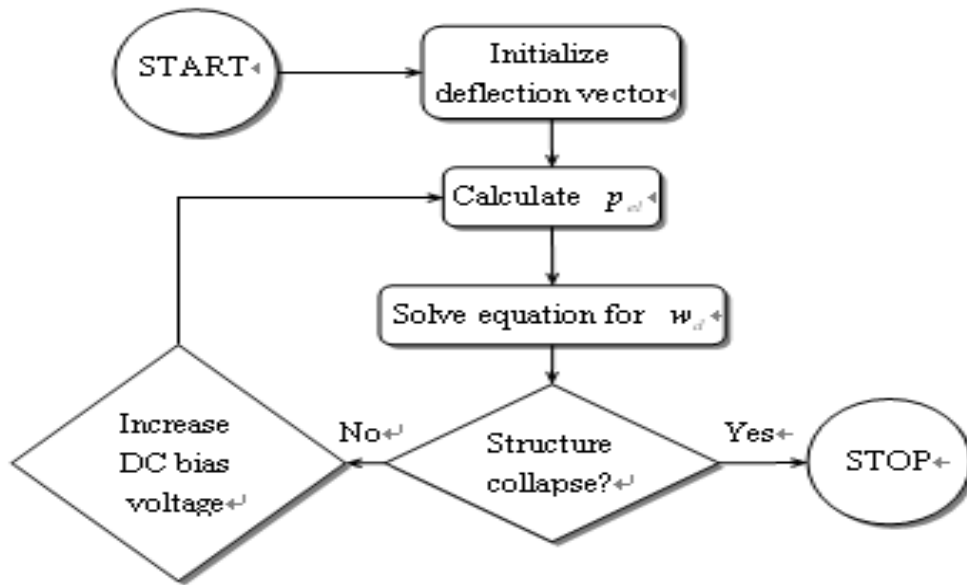 START
Initialize
deflection vector
Calculate p
Solve equation for w
Structure
collapse?
No
Yes
Increase
DC bias
voltage
STOP